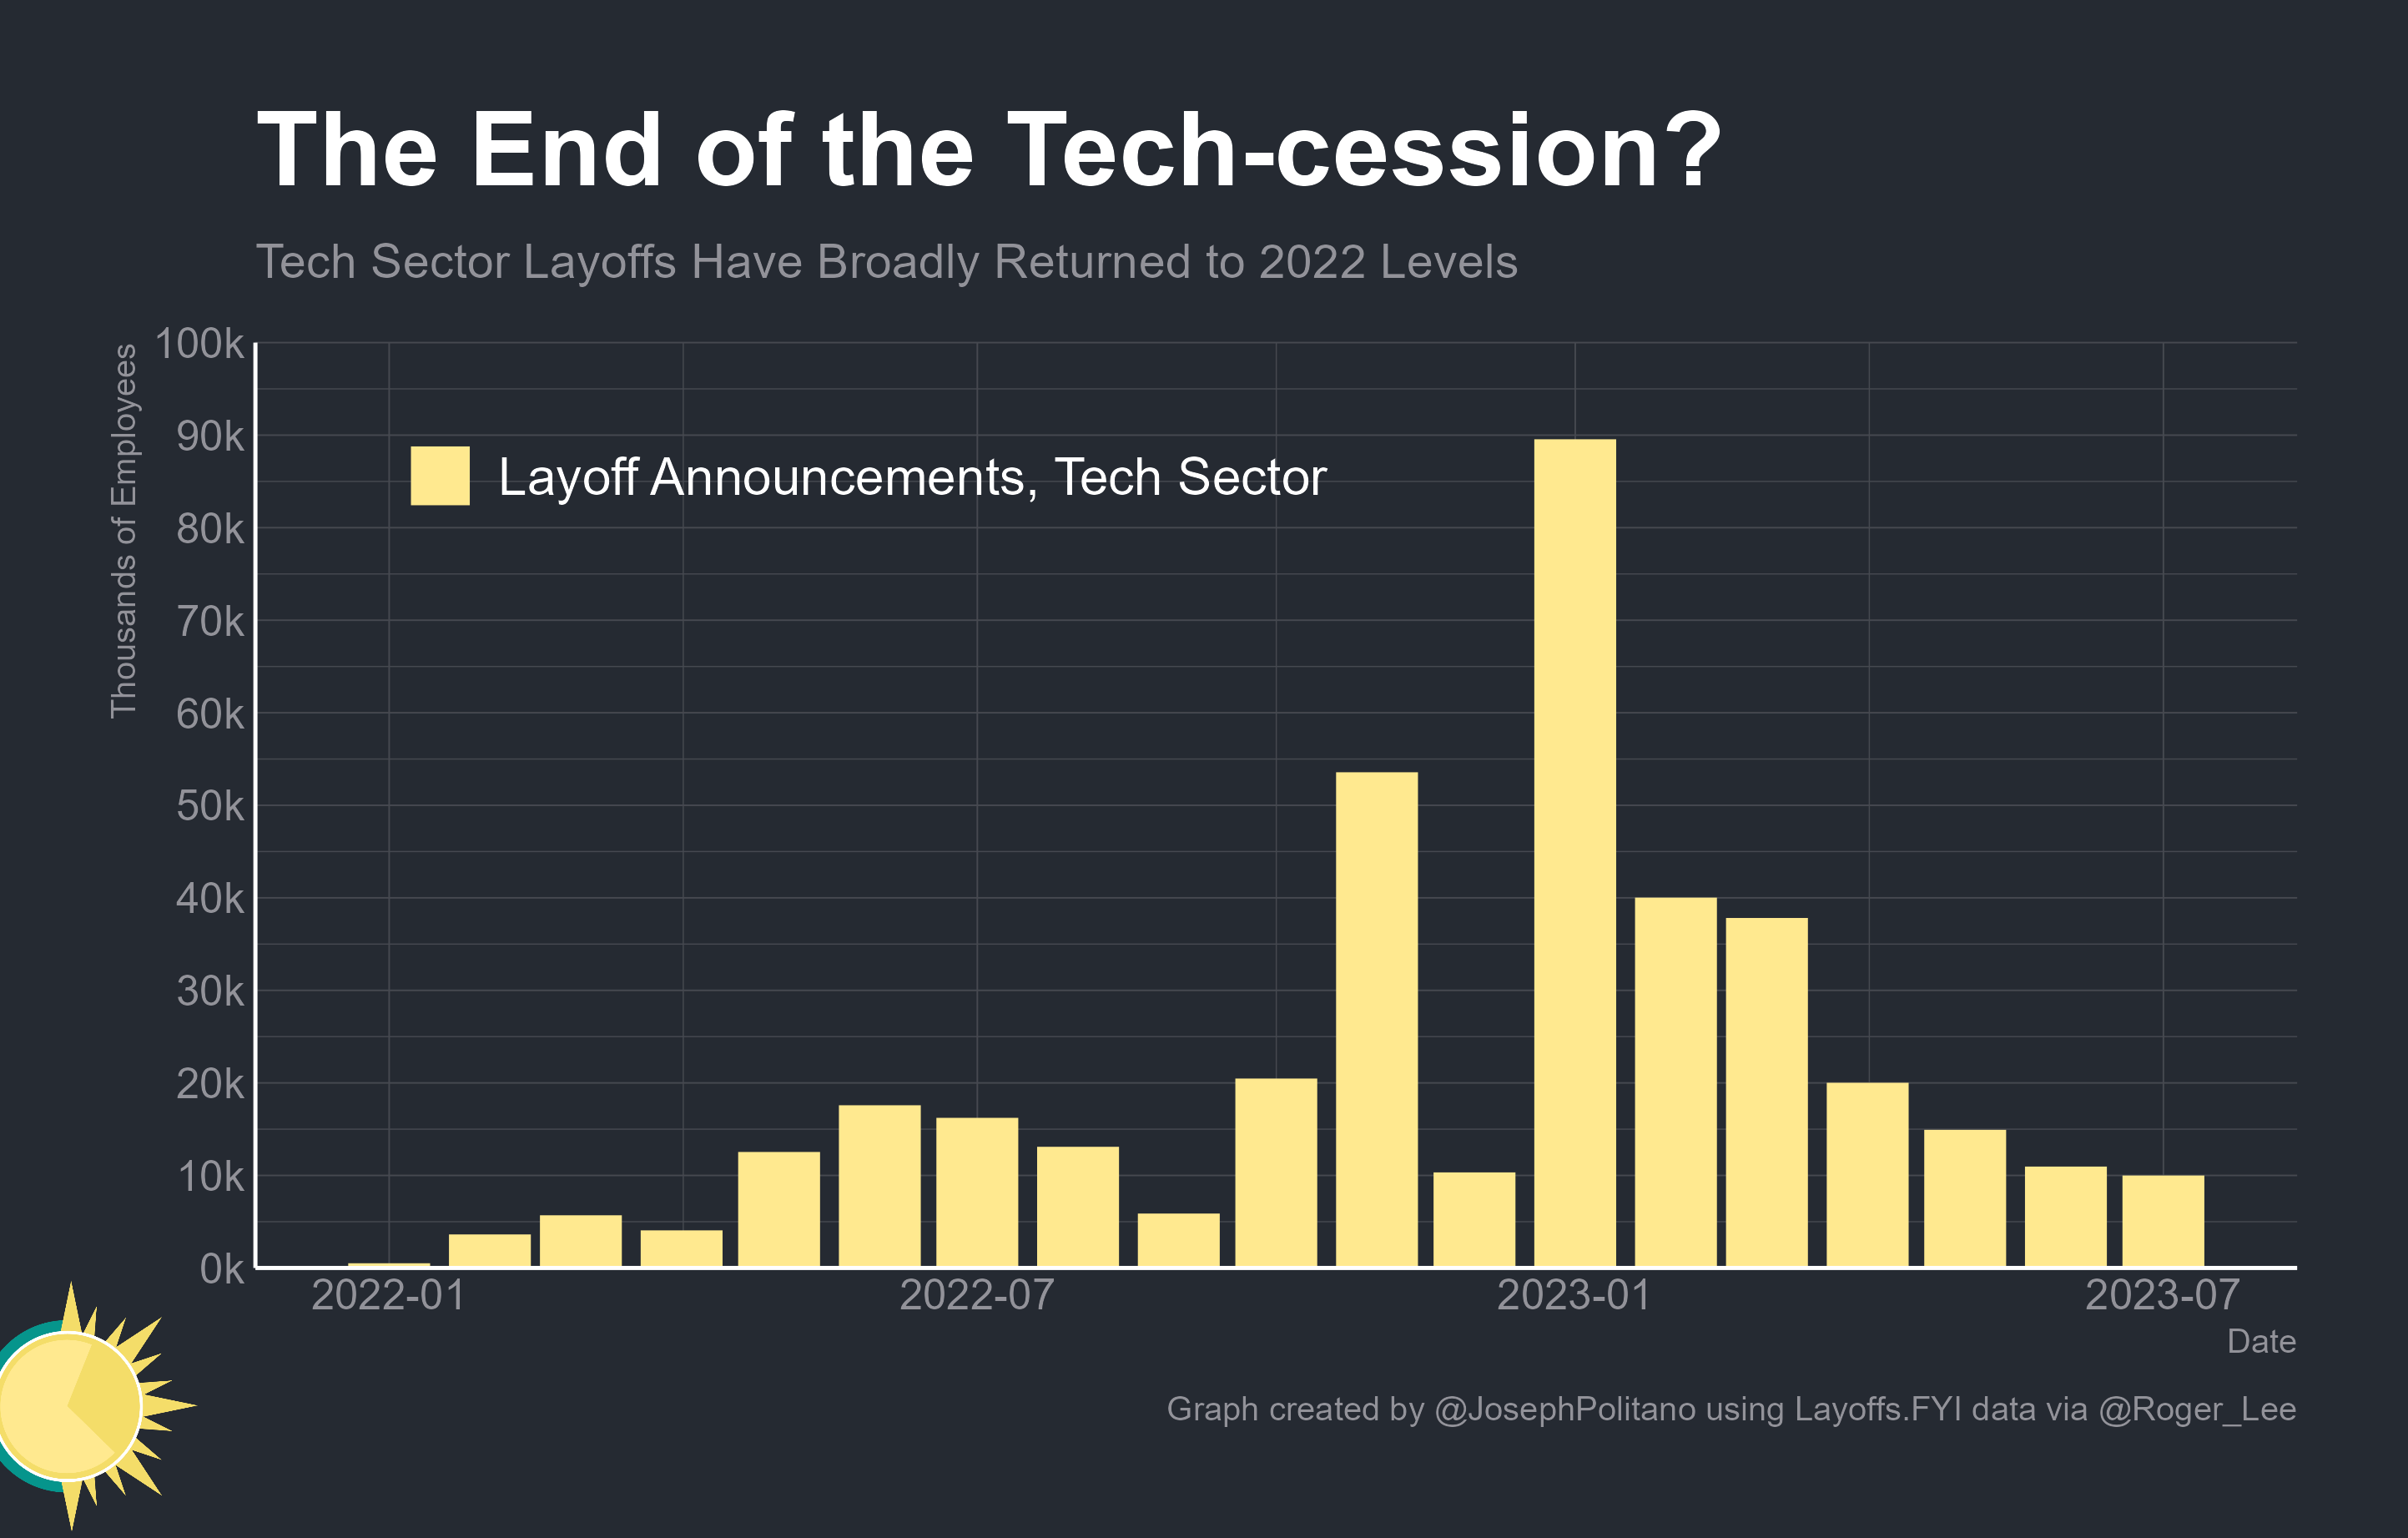 The End of the Tech-cession?
Tech Sector Layoffs Have Broadly Returned to 2022 Levels
Thousands of Employees
100k
90k
80k
70k
60k
50k
40k
30k
20k
10k
0k
Layoff Announcements, Tech Sector
2022-01
2022-07
2023-01
2023-07
Date
Graph created by @JosephPolitano using Layoffs.FYI data via @Roger_Lee